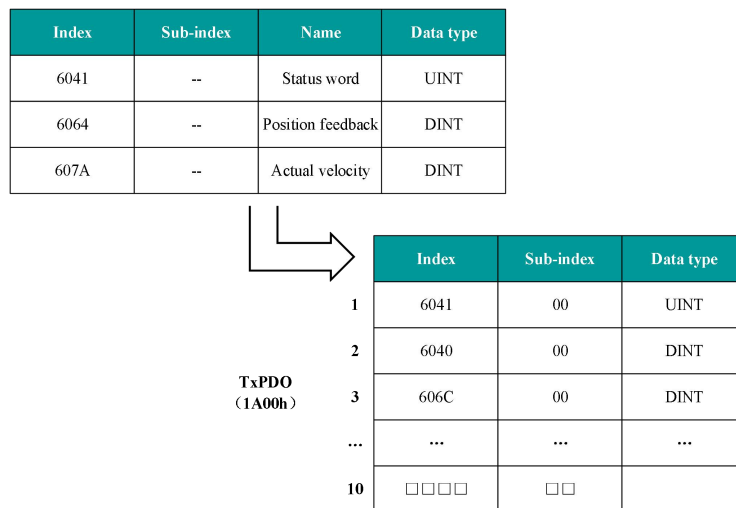 Index Sub-index Name Data type
6041 -- Status word UINT
6064 -- Position feedback DINT
607A -- Actual velocity DINT
Index Sub-index Data type
1 6041 00 UINT
2 6040 00 DINT
TxPDO
（1A00h）
3 606C 00 DINT
... ... ... ...
10 □□□□ □□